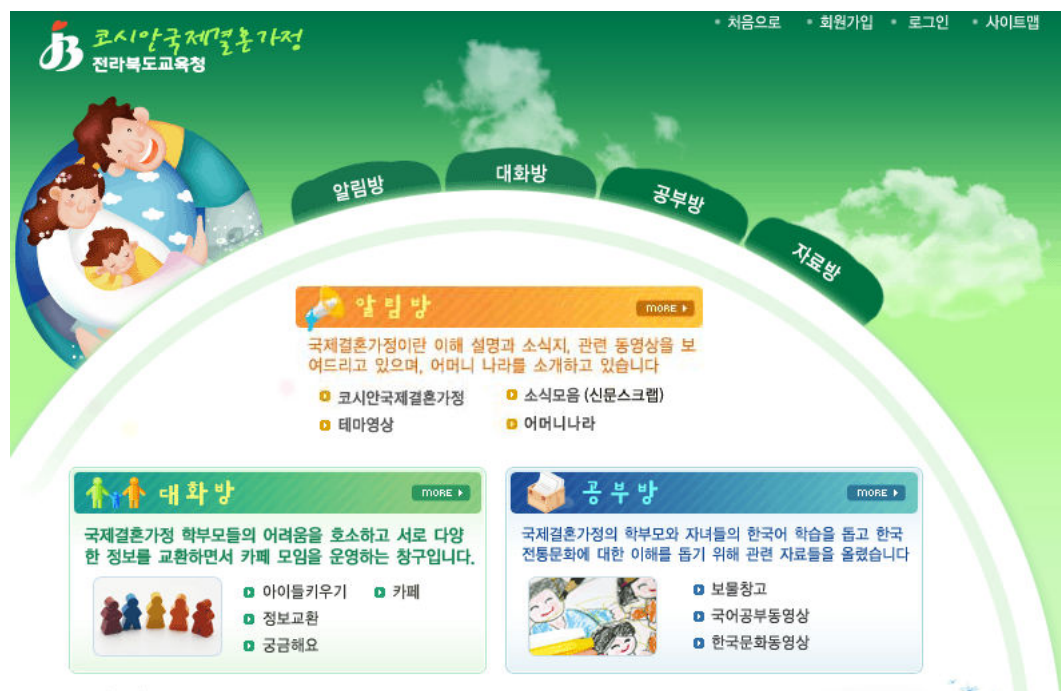 처음으로 회원가입 로그인 사이트맵
코시안국제결혼가정
전라북도교육청
알림방
대화방
공부방
자료방
알림방 MORE
국제결혼가정이란 이해 설명과 소식지, 관련 동영상을 보
여드리고 있으며, 어머니 나라를 소개하고 있습니다
코시안국제결혼가정 소식모음 (신문스크랩)
테마영상 어머니나라
대화방 MORE
국제결혼가정 학부모들의 어려움을 호소하고 서로 다양
한 정보를 교환하면서 카페 모임을 운영하는 창구입니다.
아이들키우기 카페
정보교환
궁금해요
공부방 MORE
국제결혼가정의 학부모와 자녀들의 한국어 학습을 돕고 한국
전통문화에 대한 이해를 돕기 위해 관련 자료들을 올렸습니다
보물창고
국어공부동영상
한국문화동영상